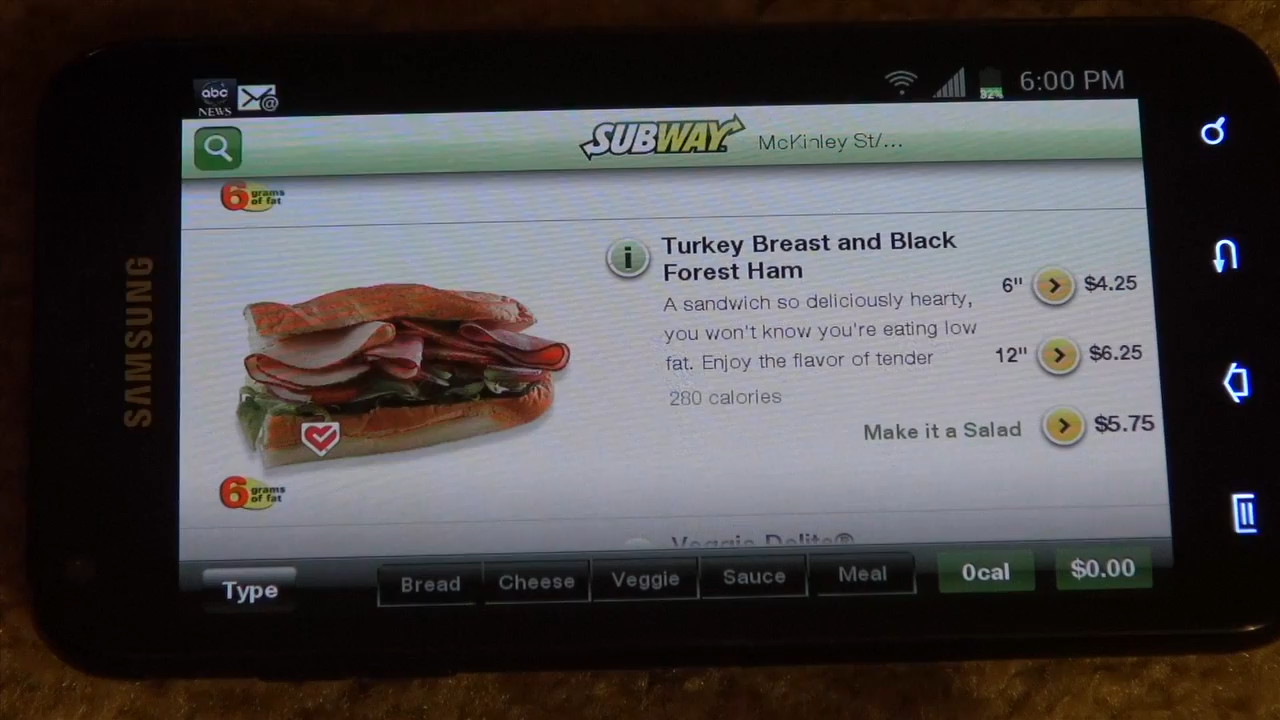 abc
NEWS
@
32%
6:00 PM
SUBWAY
McKinley St/...
6 grams of fat
Turkey Breast and Black
Forest Ham
A sandwich so deliciously hearty,
you won't know you're eating low
fat. Enjoy the flavor of tender
280 calories
6" $4.25
12" $6.25
Make it a Salad $5.75
6 grams of fat
Veggie Delite®
Type
Bread
Cheese
Veggie
Sauce
Meal
0cal
$0.00
SAMSUNG